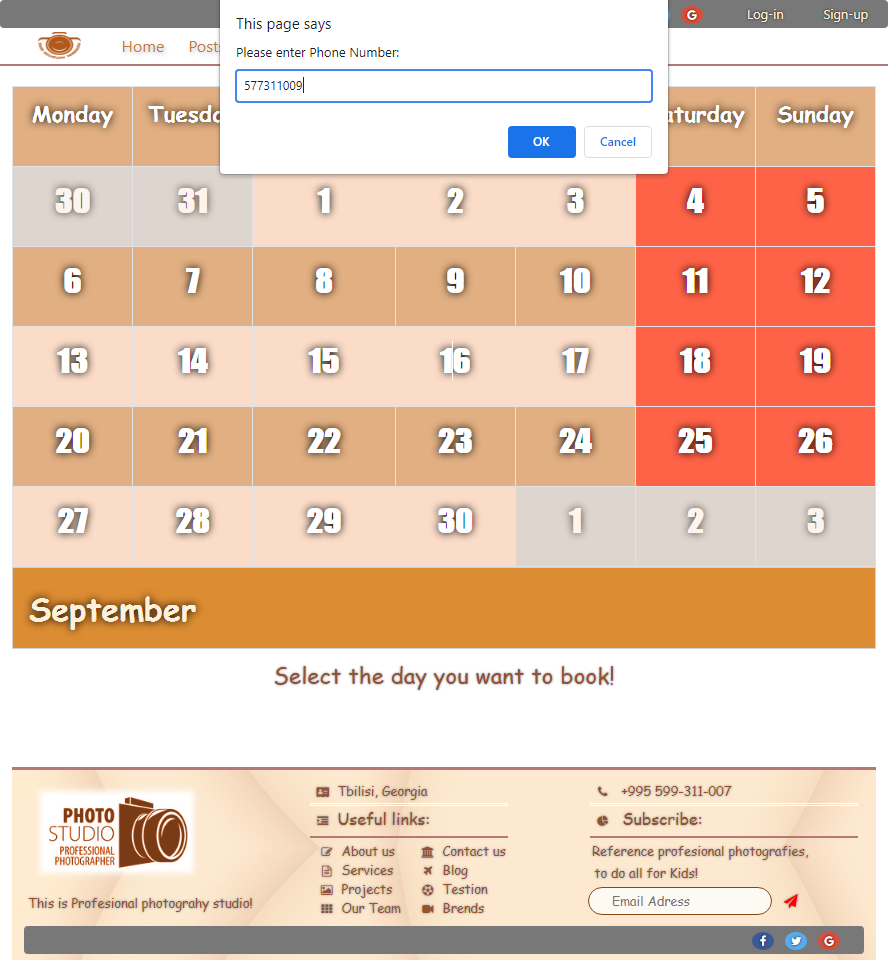 This page says
Log-in Sign-up
Please enter Phone Number:
Home
577311009
OK Cancel
Monday Sunday
30 31 1 2 3 4 5
6 7 8 9 10 11 12
13 14 15 16 17 18 19
20 21 22 23 24 25 26
27 28 29 30 1 2 3
September
Select the day you want to book!
PHOTO
STUDIO
PROFESSIONAL
PHOTOGRAPHER
This is Profesional photograhy studio!
Tbilisi, Georgia
Useful links:
About us Contact us
Services Blog
Projects Testion
Our Team Brends
+995 599-311-007
Subscribe:
Reference profesional photografies,
to do all for Kids!
Email Adress